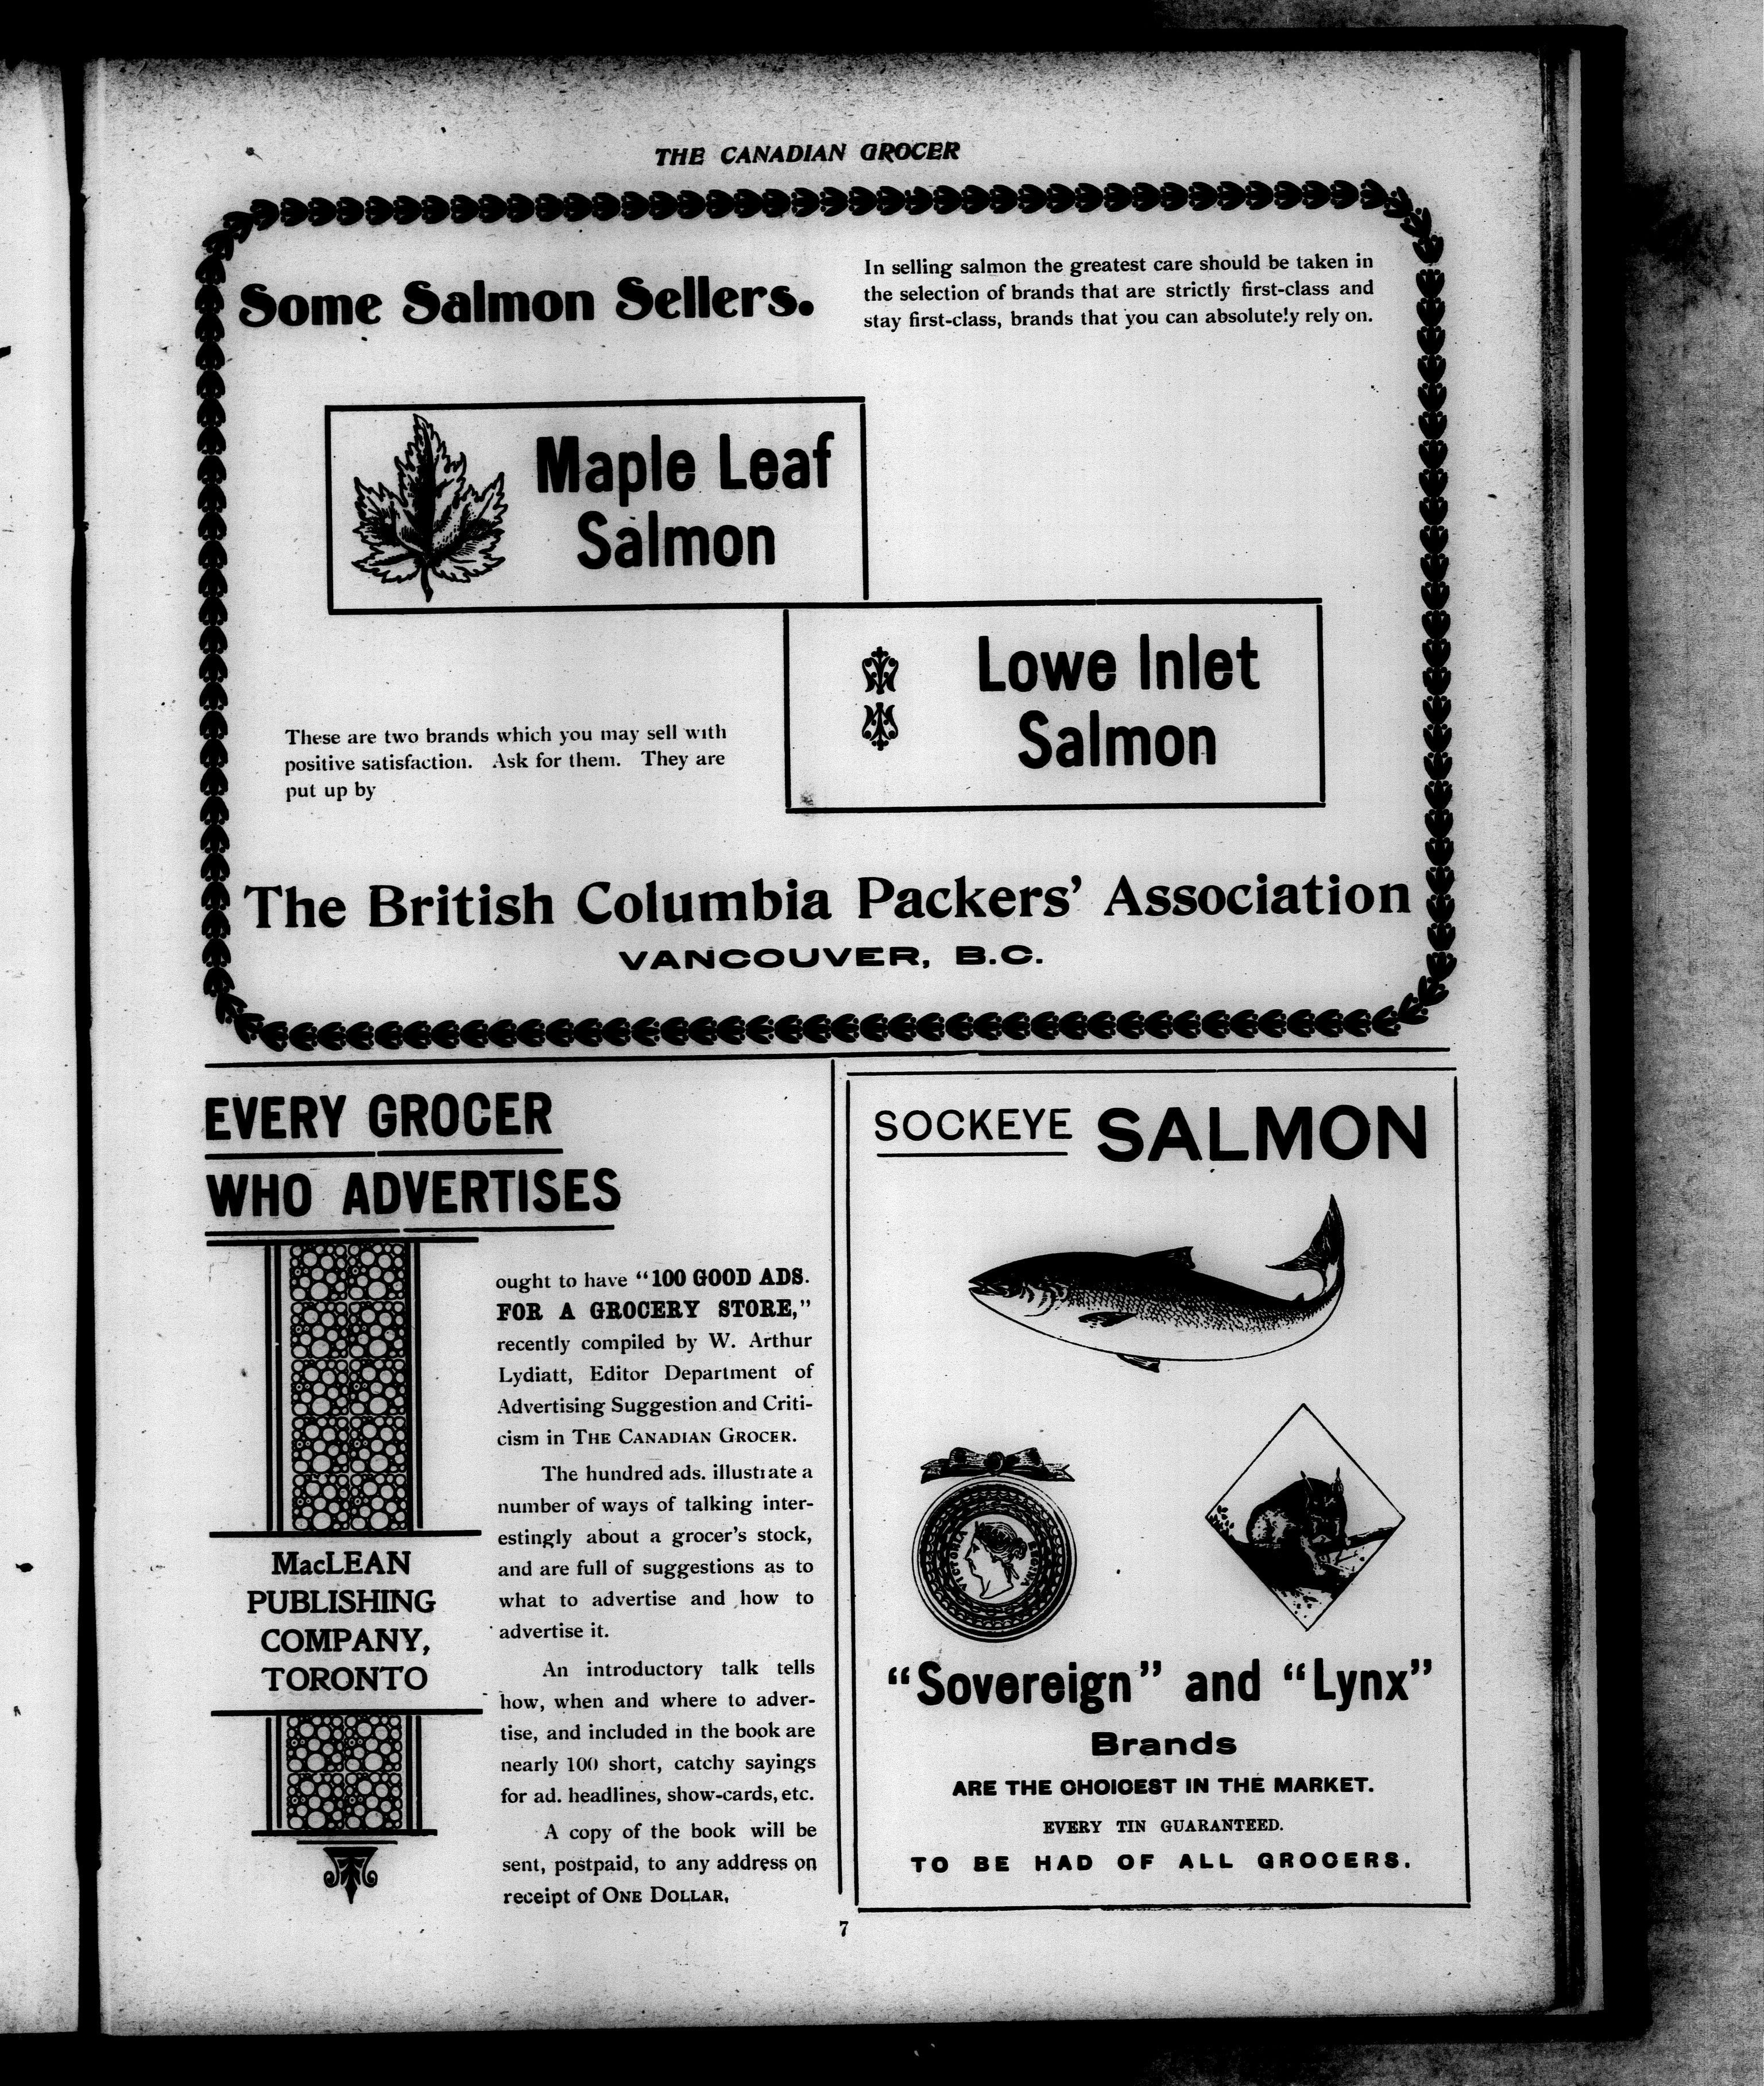 THE CANADIAN GROCER
Some Salmon Sellers.
In selling salmon the greatest care should be taken in
the selection of brands that are strictly first-class and
stay first-class, brands that you can absolutely rely on.
Maple Leaf
Salmon
Lowe Inlet
Salmon
These are two brands which you may sell with
positive satisfaction. Ask for them. They are
put up by
The British Columbia Packers' Association
VANCOUVER, B.C.
EVERY GROCER
WHO ADVERTISES
ought to have "100 GOOD ADS.
FOR A GROCERY STORE,"
recently compiled by W. Arthur
Lydiatt, Editor Department of
Advertising Suggestion and Criti-
cism in THE CANADIAN GROCER.
The hundred ads. illustrate a
number of ways of talking inter-
estingly about a grocer's stock,
and are full of suggestions as to
what to advertise and how to
advertise it.
An introductory talk tells
how, when and where to adver-
tise, and included in the book are
nearly 100 short, catchy sayings
for ad. headlines, show-cards, etc.
A copy of the book will be
sent, postpaid, to any address on
receipt of ONE DOLLAR,
MacLEAN
PUBLISHING
COMPANY,
TORONTO
SOCKEYE SALMON
VICTORIA REGINA
"Sovereign" and "Lynx"
Brands
ARE THE CHOICEST IN THE MARKET.
EVERY TIN GUARANTEED.
TO BE HAD OF ALL GROCERS.
7